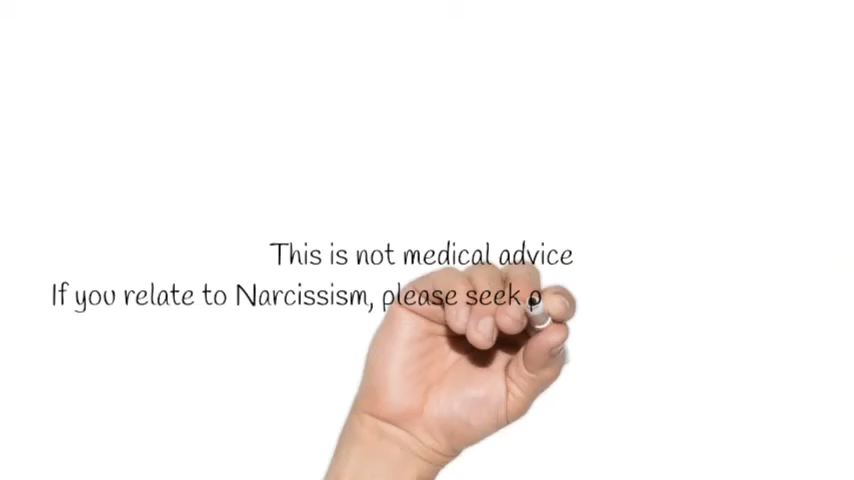 This is not medical advice
If you relate to Narcissism, please seek p